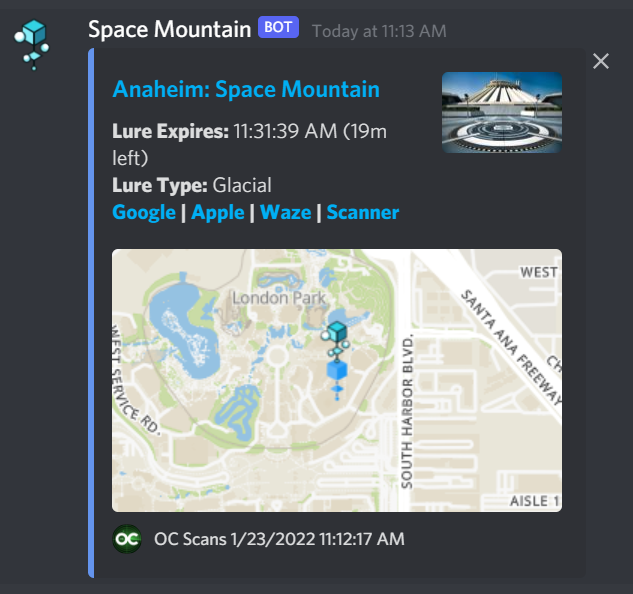 Space Mountain BOT Today at 11:13 AM
Anaheim: Space Mountain
Lure Expires: 11:31:39 AM (19m
left)
Lure Type: Glacial
Google | Apple | Waze | Scanner
WEST
London Park
SANTA ANA FREEWAY
CH
WEST SERVICE RD.
SOUTH HARBOR BLVD.
AISLE 1
OC OC Scans 1/23/2022 11:12:17 AM